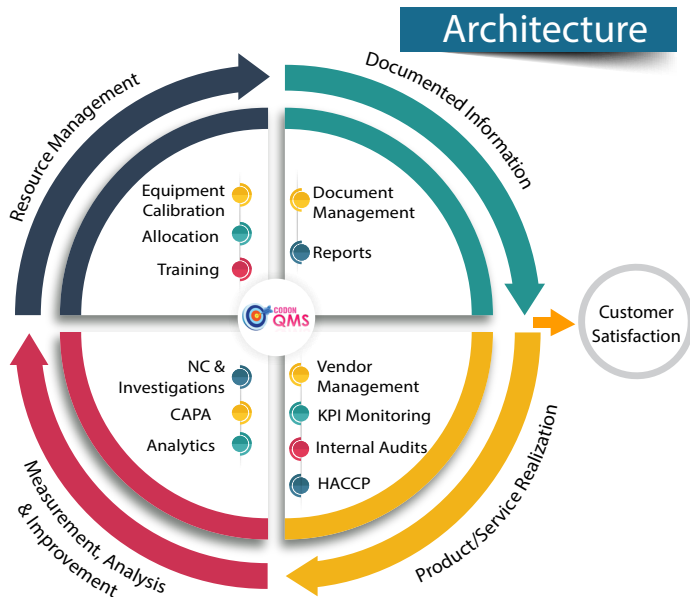 Architecture
Resource Management
Documented Information
Equipment
Calibration
Allocation
Training
Document
Management
Reports
CODON
QMS
Customer
Satisfaction
NC &
Investigations
CAPA
Analytics
Vendor
Management
KPI Monitoring
Internal Audits
HACCP
Measurement, Analysis
& Improvement
Product/Service Realization